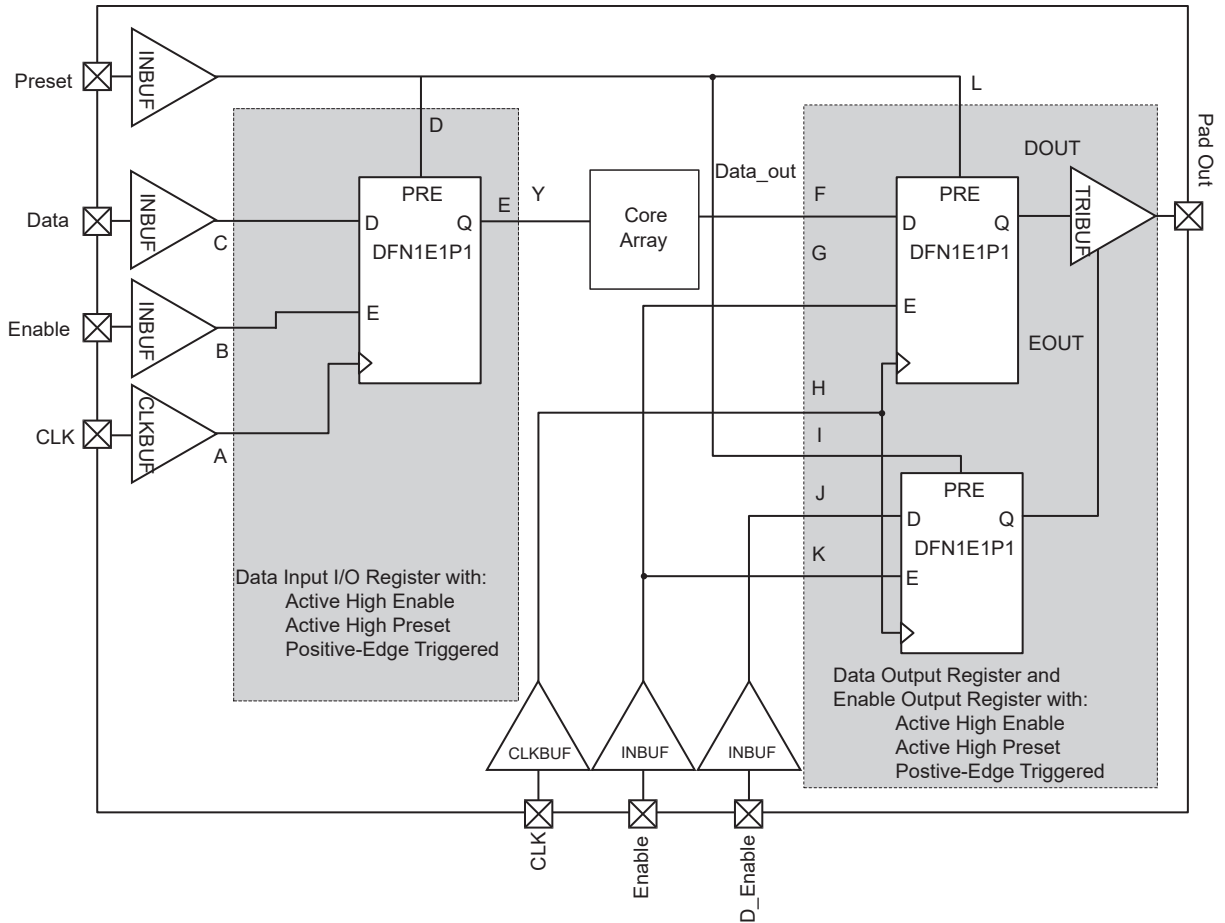 Preset
INBUF
L
D
Pad Out
DOUT
Data
INBUF
C
PRE
D
Q
DFN1E1P1
E
E
Y
Core
Array
Data_out
F
G
PRE
D
Q
DFN1E1P1
E
TRIBUF
EOUT
Enable
INBUF
B
CLK
CLKBUF
A
H
I
J
K
PRE
D
Q
DFN1E1P1
E
Data Input I/O Register with:
Active High Enable
Active High Preset
Positive-Edge Triggered
Data Output Register and
Enable Output Register with:
Active High Enable
Active High Preset
Postive-Edge Triggered
CLKBUF
INBUF
INBUF
CLK
Enable
D_Enable